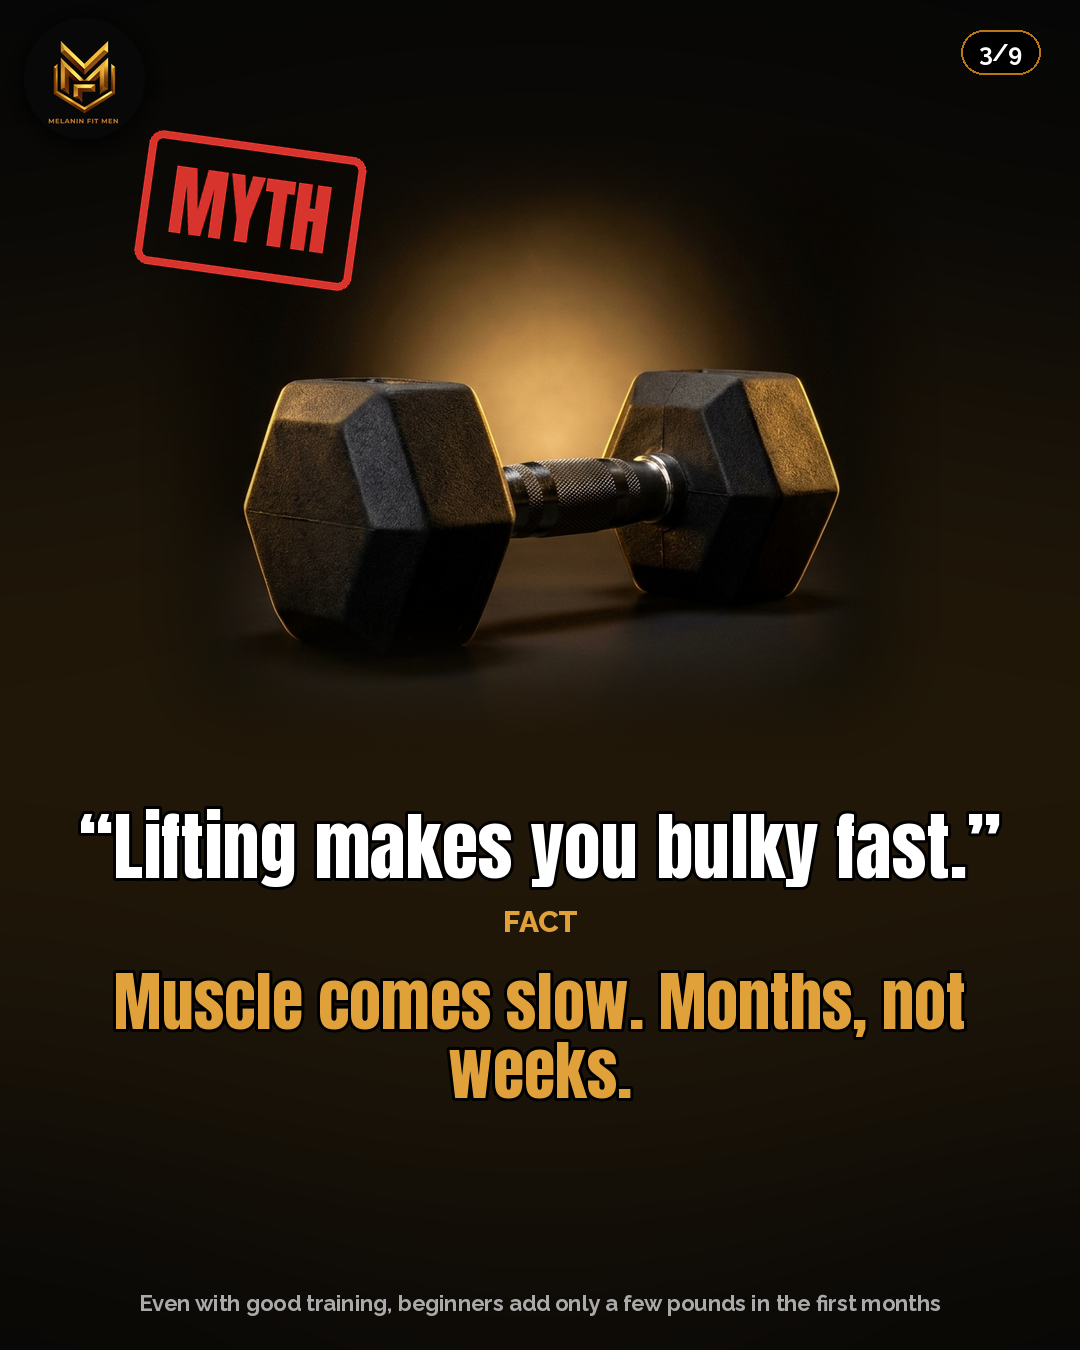 MELANIN FIT MEN
3/9
MYTH
“Lifting makes you bulky fast.”
FACT
Muscle comes slow. Months, not
weeks.
Even with good training, beginners add only a few pounds in the first months